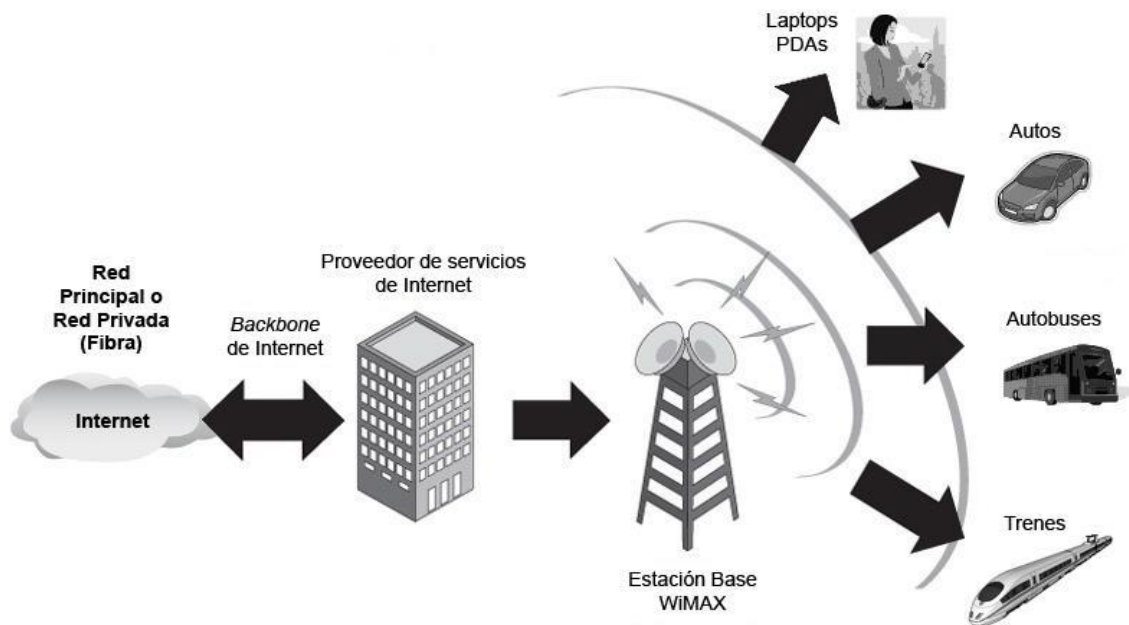 Laptops
PDAs
Autos
Proveedor de servicios
de Internet
Red
Principal o
Red Privada
(Fibra)
Backbone
de Internet
Autobuses
Internet
Trenes
Estación Base
WiMAX